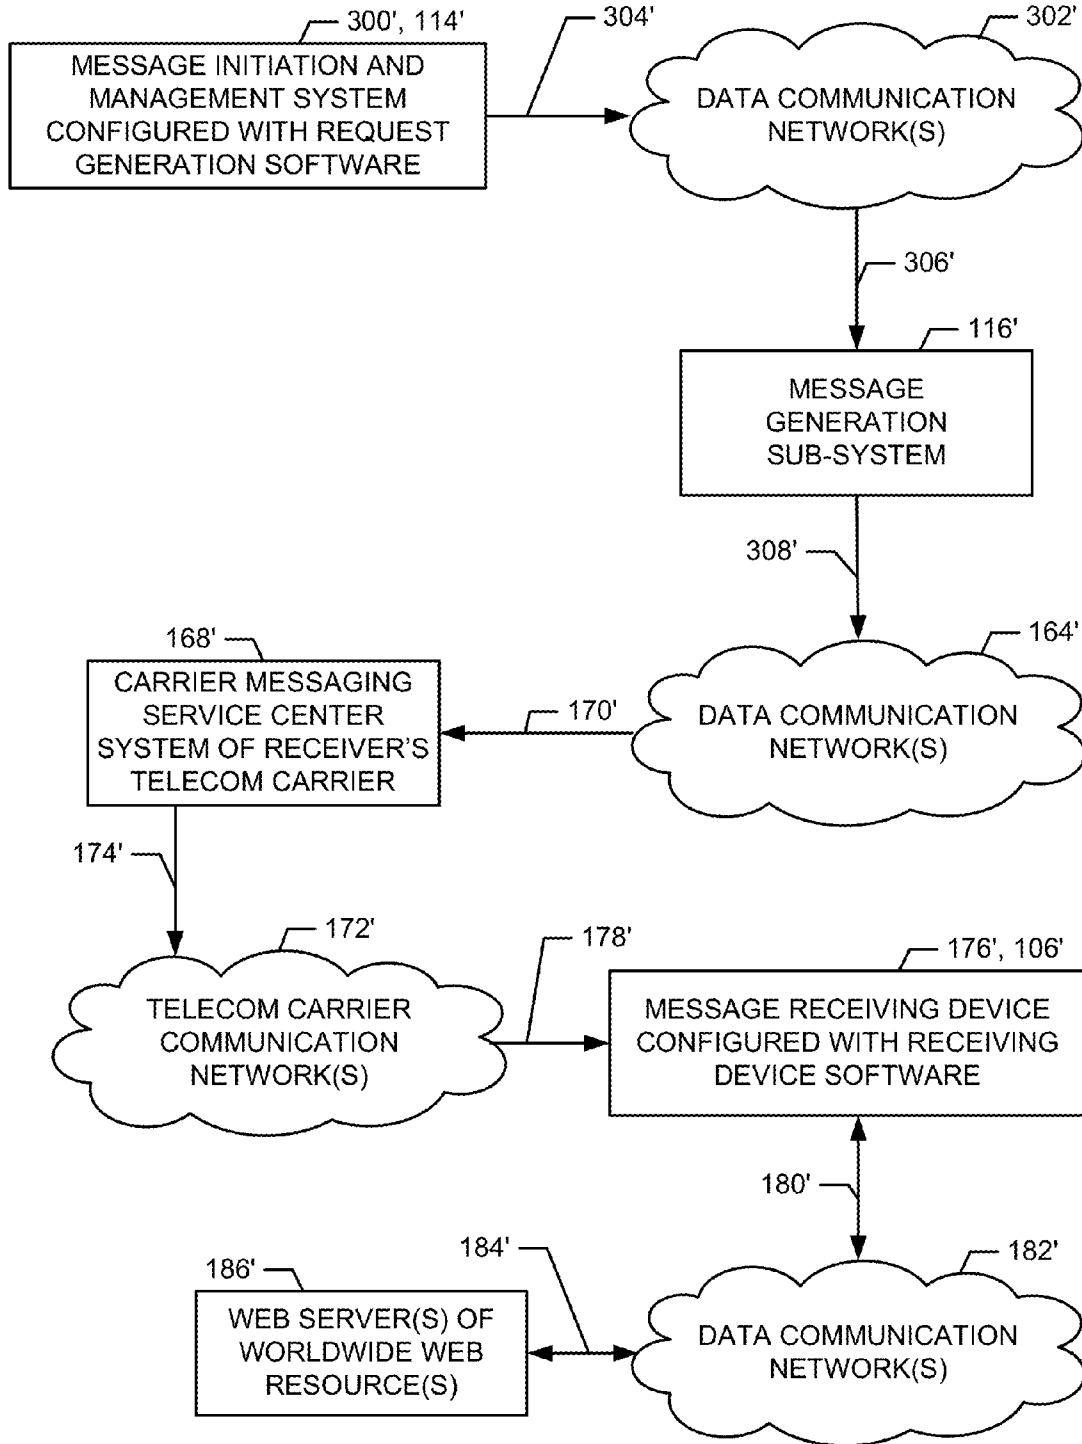 300', 114'
304'
302'
MESSAGE INITIATION AND
MANAGEMENT SYSTEM
CONFIGURED WITH REQUEST
GENERATION SOFTWARE
DATA COMMUNICATION
NETWORK(S)
306'
116'
MESSAGE
GENERATION
SUB-SYSTEM
308'
168'
164'
CARRIER MESSAGING
SERVICE CENTER
SYSTEM OF RECEIVER'S
TELECOM CARRIER
170'
DATA COMMUNICATION
NETWORK(S)
174'
172'
178'
176', 106'
TELECOM CARRIER
COMMUNICATION
NETWORK(S)
MESSAGE RECEIVING DEVICE
CONFIGURED WITH RECEIVING
DEVICE SOFTWARE
180'
186'
184'
182'
WEB SERVER(S) OF
WORLDWIDE WEB
RESOURCE(S)
DATA COMMUNICATION
NETWORK(S)